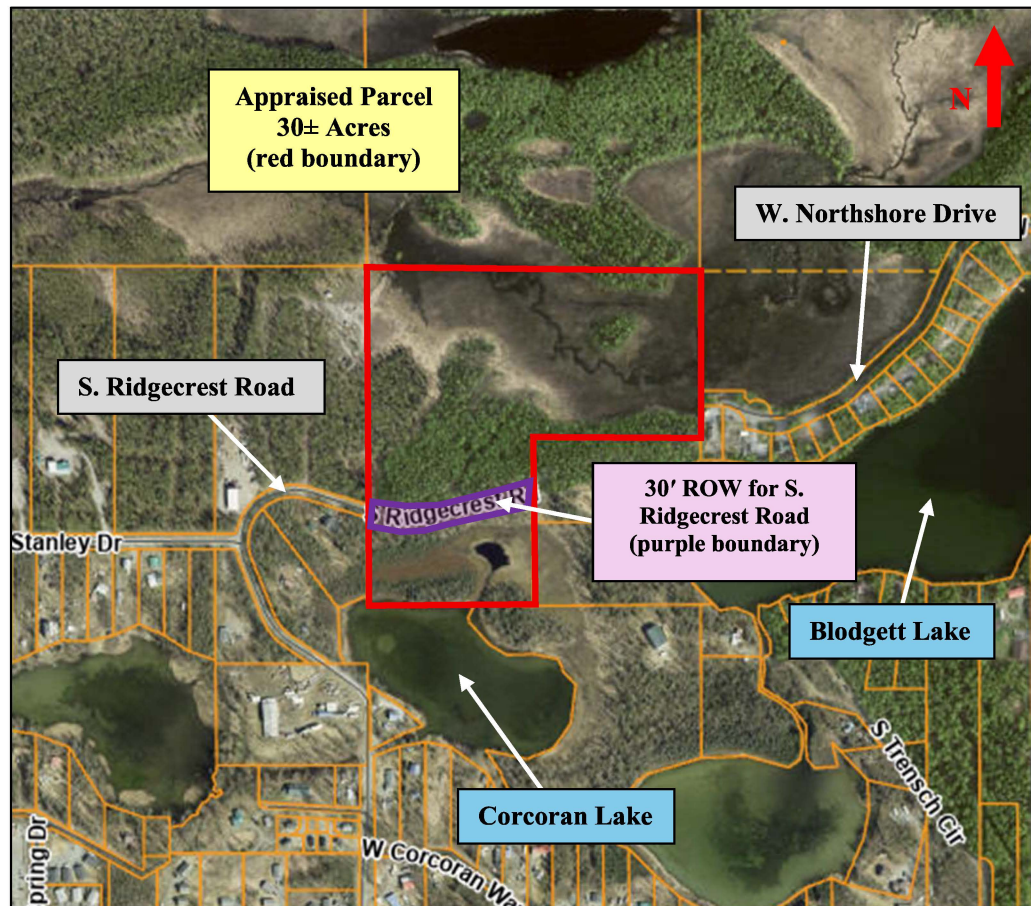 Appraised Parcel
30± Acres
(red boundary)
N
W. Northshore Drive
S. Ridgecrest Road
30′ ROW for S.
Ridgecrest Road
(purple boundary)
Ridgecrest R
Stanley Dr
Blodgett Lake
Corcoran Lake
S Trensch Cir
pring Dr
W Corcoran Wa